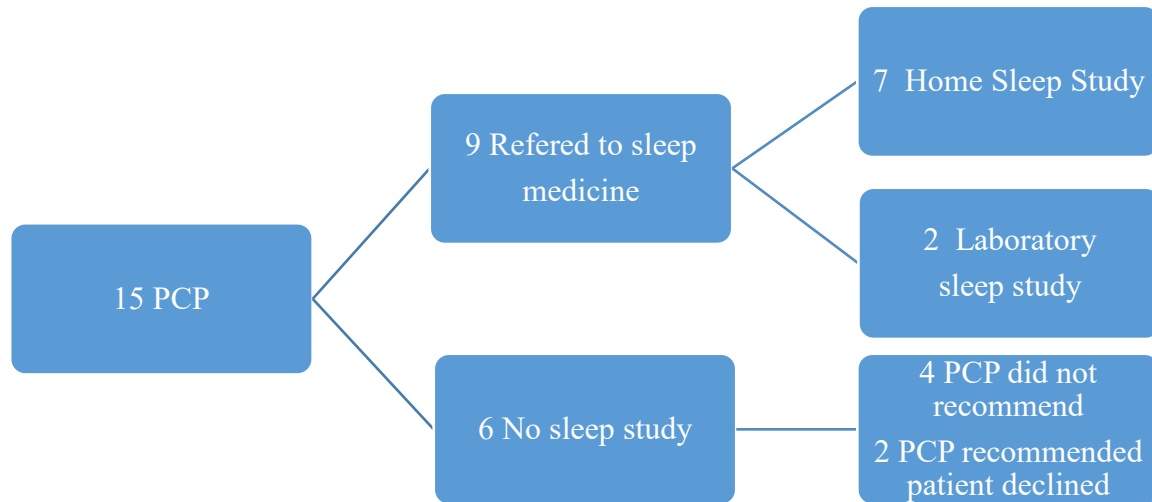 15 PCP
9 Refered to sleep
medicine
6 No sleep study
7 Home Sleep Study
2 Laboratory
sleep study
4 PCP did not
recommend
2 PCP recommended
patient declined